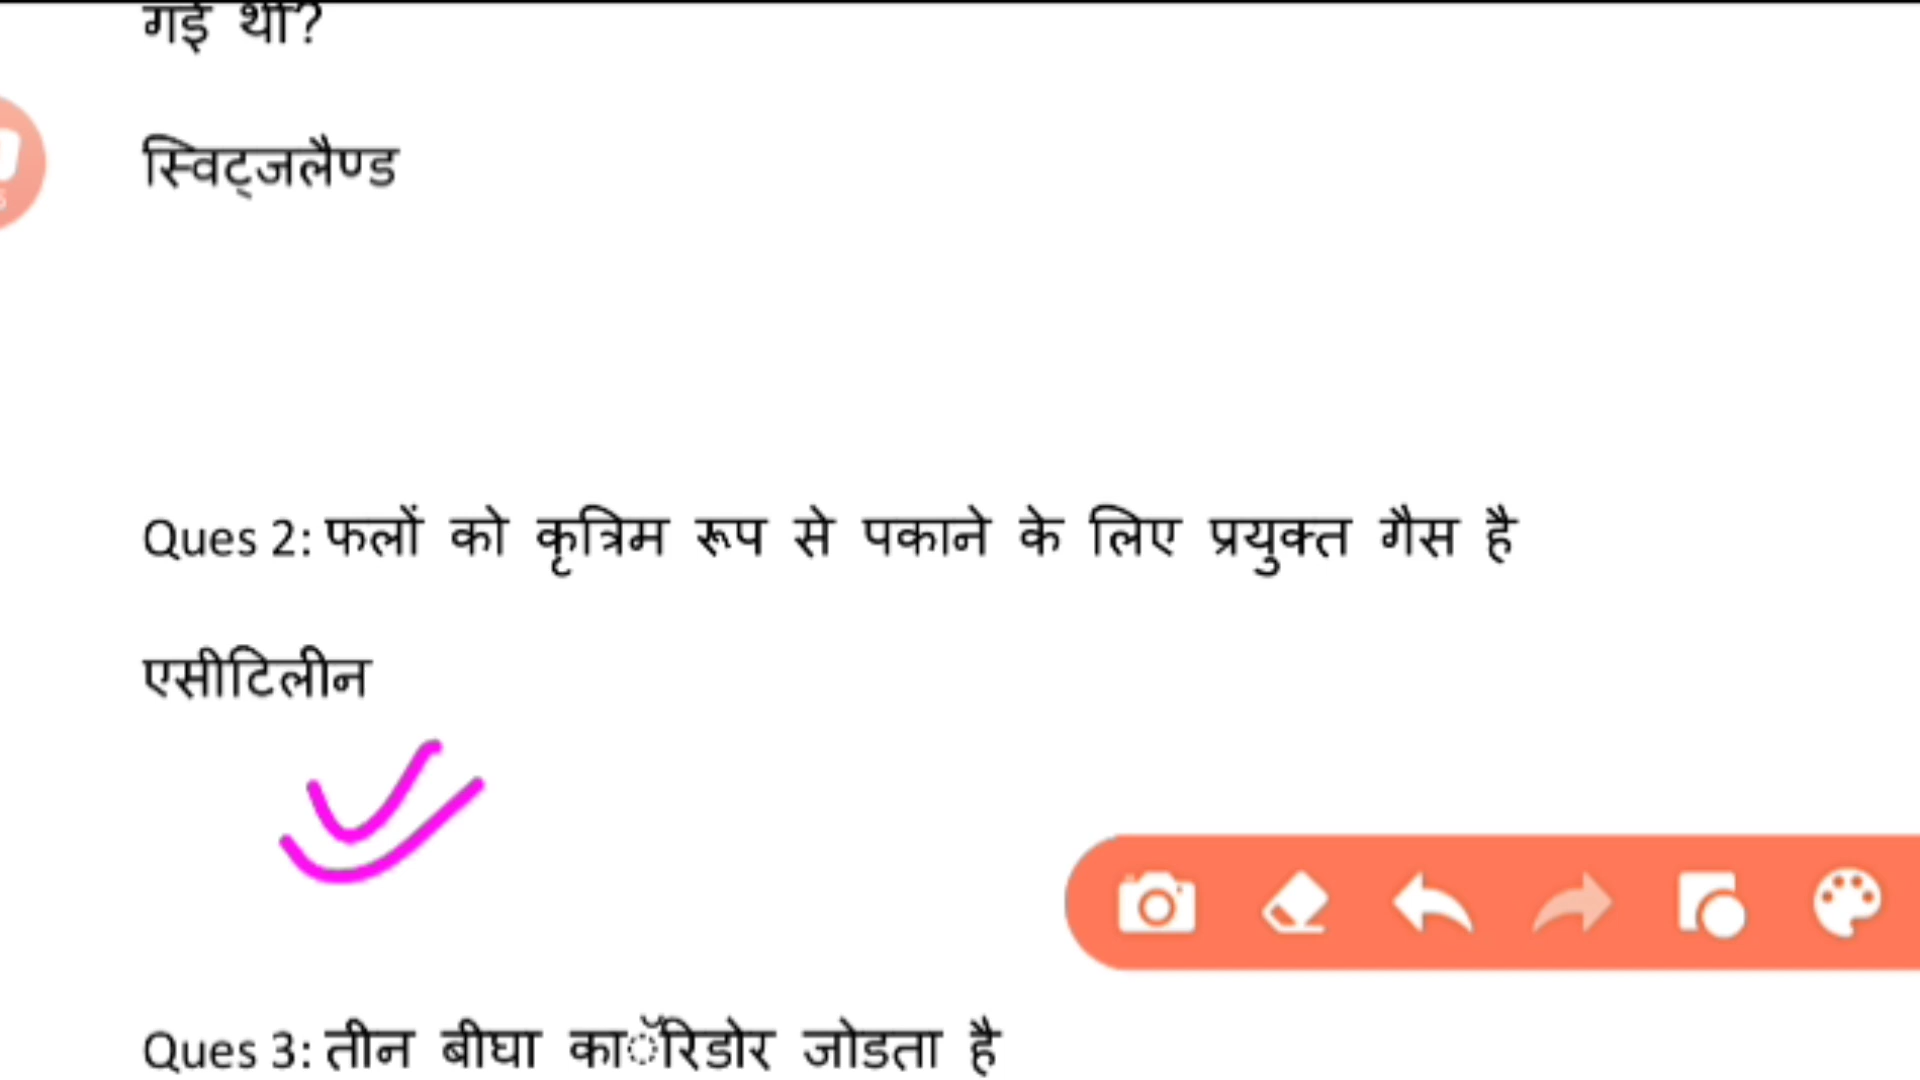 गई थी?
स्विट्जलैण्ड
Ques 2: फलों को कृत्रिम रूप से पकाने के लिए प्रयुक्त गैस है
एसीटिलीन
Ques 3: तीन बीघा काॅरिडोर जोडता है